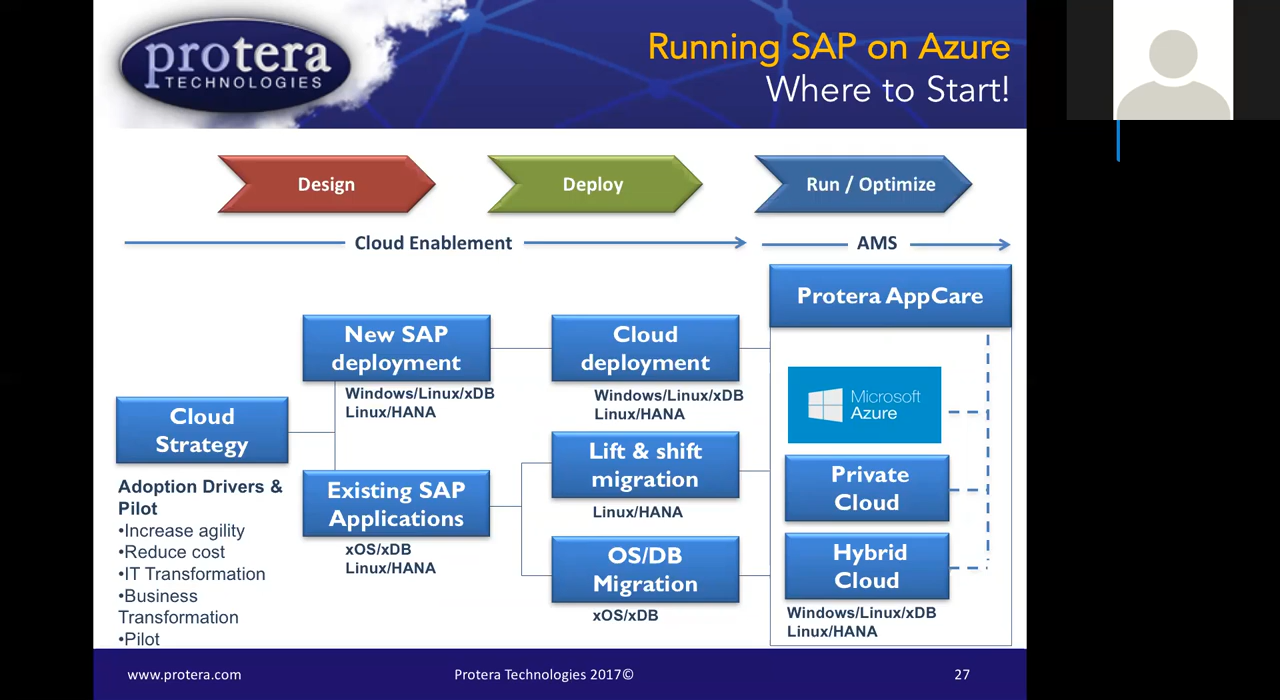 protera
TECHNOLOGIES
Running SAP on Azure
Where to Start!
Design
Deploy
Run / Optimize
Cloud Enablement
AMS
Protera AppCare
New SAP
deployment
Windows/Linux/xDB
Linux/HANA
Cloud
deployment
Windows/Linux/xDB
Linux/HANA
Microsoft
Azure
Cloud
Strategy
Adoption Drivers &
Pilot
•Increase agility
•Reduce cost
•IT Transformation
•Business
Transformation
•Pilot
Existing SAP
Applications
xOS/xDB
Linux/HANA
Lift & shift
migration
Linux/HANA
OS/DB
Migration
xOS/xDB
Private
Cloud
Hybrid
Cloud
Windows/Linux/xDB
Linux/HANA
www.protera.com
Protera Technologies 2017©
27